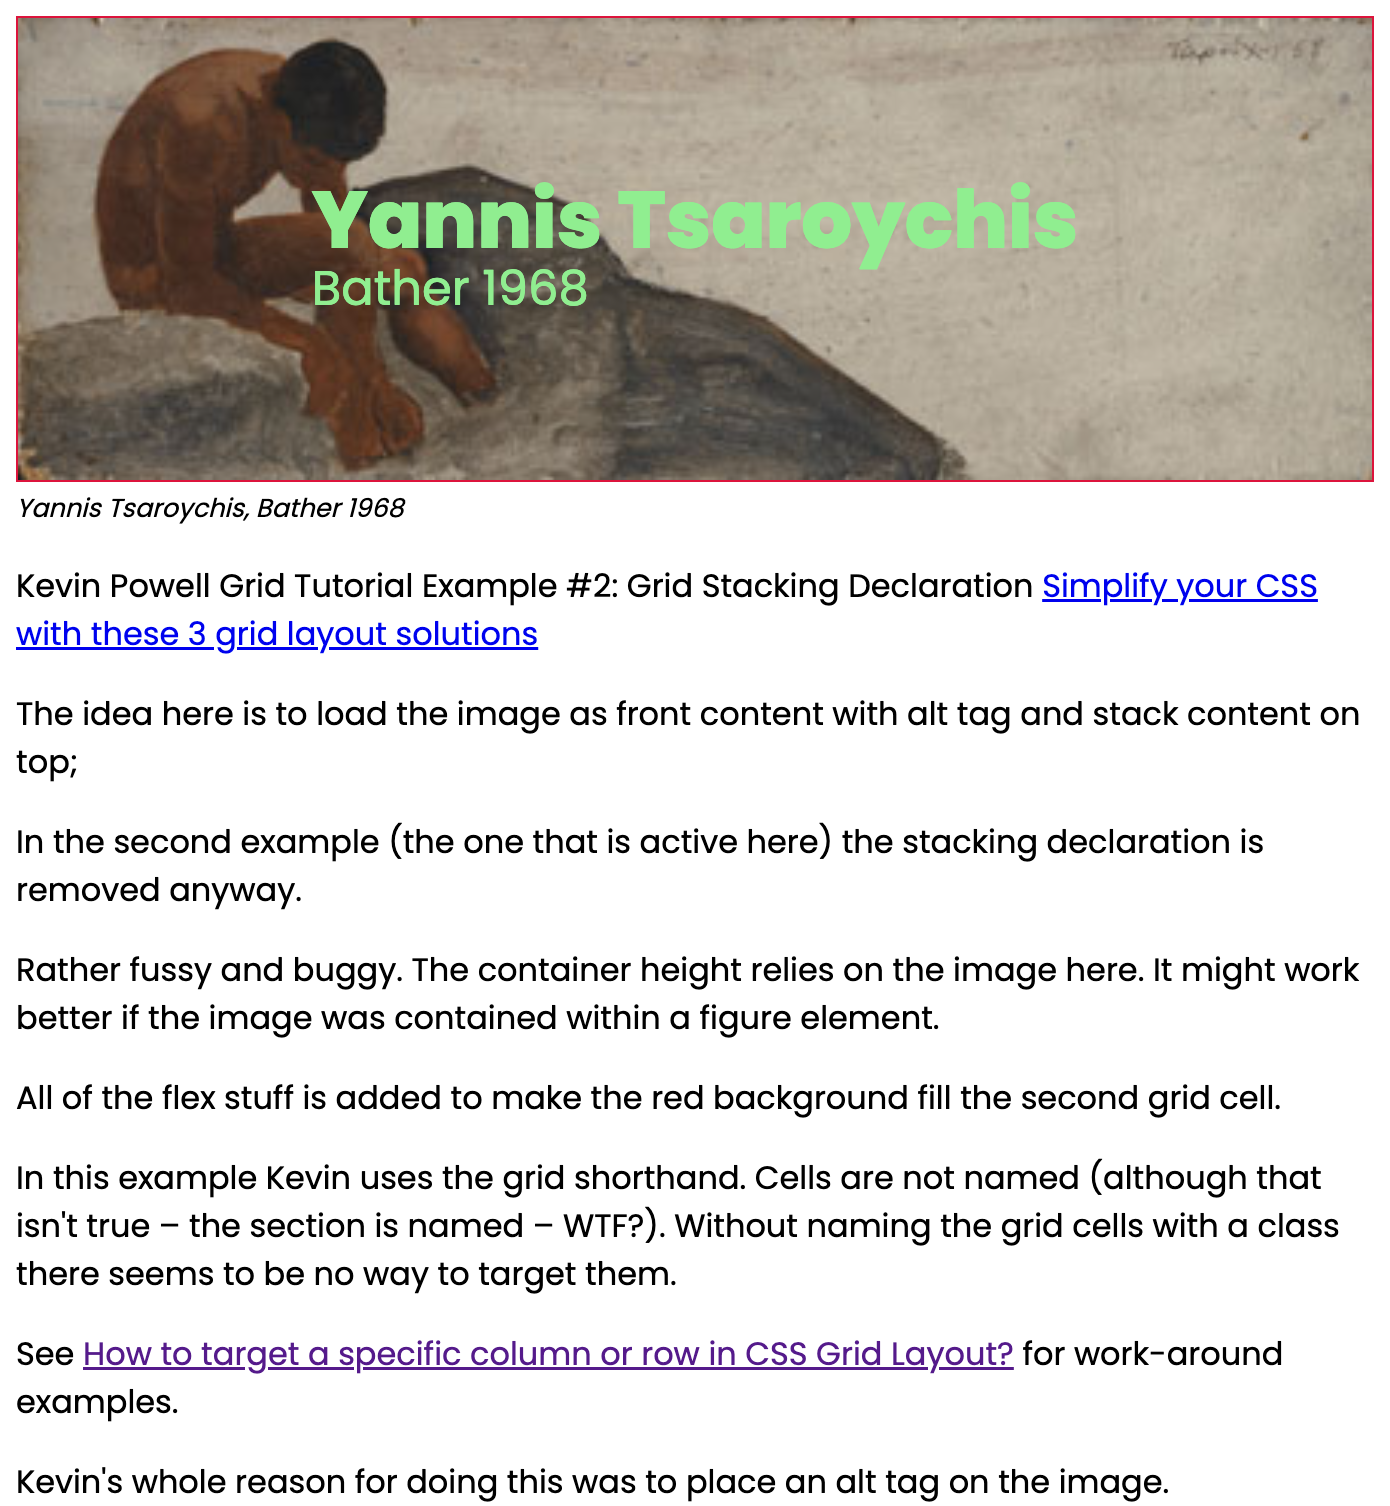 Yannis Tsaroychis
Bather 1968
Yannis Tsaroychis, Bather 1968
Kevin Powell Grid Tutorial Example #2: Grid Stacking Declaration Simplify your CSS
with these 3 grid layout solutions
The idea here is to load the image as front content with alt tag and stack content on
top;
In the second example (the one that is active here) the stacking declaration is
removed anyway.
Rather fussy and buggy. The container height relies on the image here. It might work
better if the image was contained within a figure element.
All of the flex stuff is added to make the red background fill the second grid cell.
In this example Kevin uses the grid shorthand. Cells are not named (although that
isn't true – the section is named – WTF?). Without naming the grid cells with a class
there seems to be no way to target them.
See How to target a specific column or row in CSS Grid Layout? for work-around
examples.
Kevin's whole reason for doing this was to place an alt tag on the image.